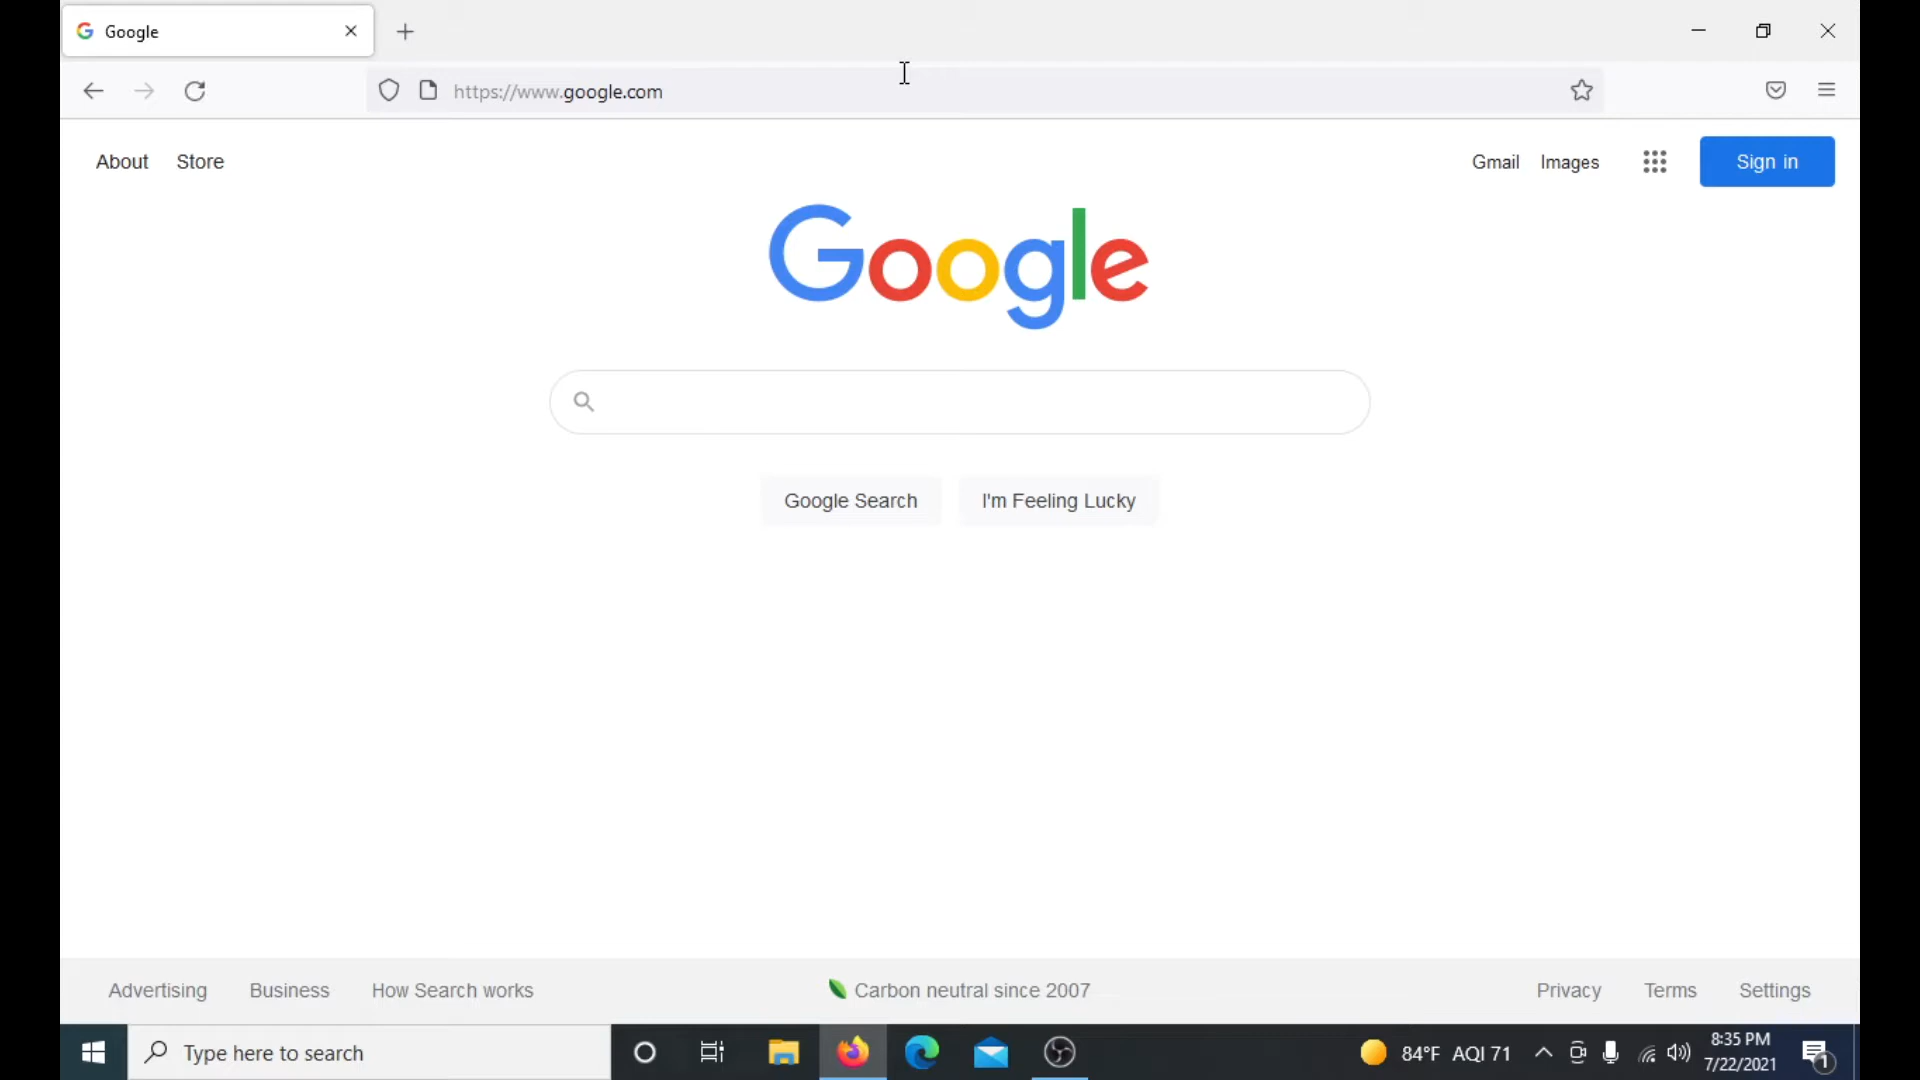 Google
https://www.google.com
About Store
Gmail Images Sign in
Google
Google Search I'm Feeling Lucky
Advertising Business How Search works
Carbon neutral since 2007
Privacy Terms Settings
Type here to search
84°F AQI 71
8:35 PM
7/22/2021
1